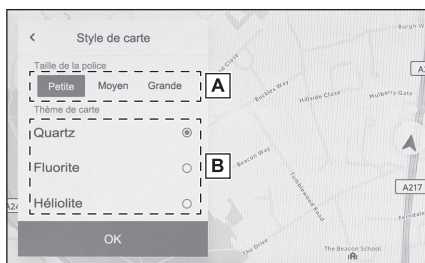 Style de carte
Taille de la police
Petite Moyen Grande
A
Thème de carte
Quartz
Fluorite
Héliolite
B
OK
Buckles Way
Hillside Close
Mulberry Gate
Beacon Way
Tumblewood Road
A217
The Drive
The Beacon School